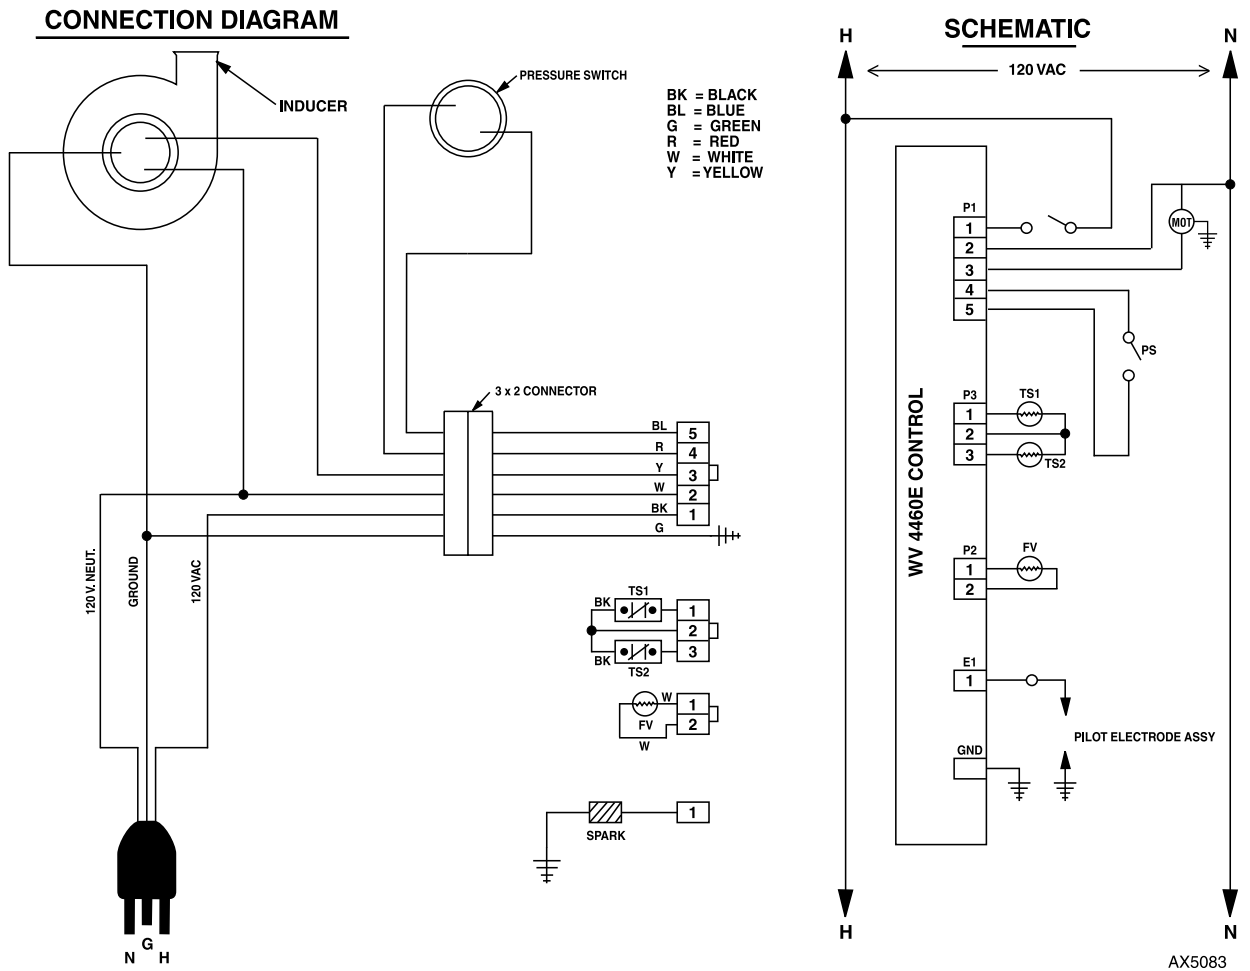 CONNECTION DIAGRAM
INDUCER
PRESSURE SWITCH
BK = BLACK
BL = BLUE
G = GREEN
R = RED
W = WHITE
Y = YELLOW
3 x 2 CONNECTOR
BL 5
R 4
Y 3
W 2
BK 1
G
120 V. NEUT.
GROUND
120 VAC
TS1
BK 1
2
BK 3
TS2
W 1
FV 2
W
SPARK
1
N G H
SCHEMATIC
H N
120 VAC
WV 4460E CONTROL
P1
1
2
3
4
5
MOT
PS
P3
TS1
1
2
3
TS2
P2
FV
1
2
E1
1
PILOT ELECTRODE ASSY
GND
H N
AX5083